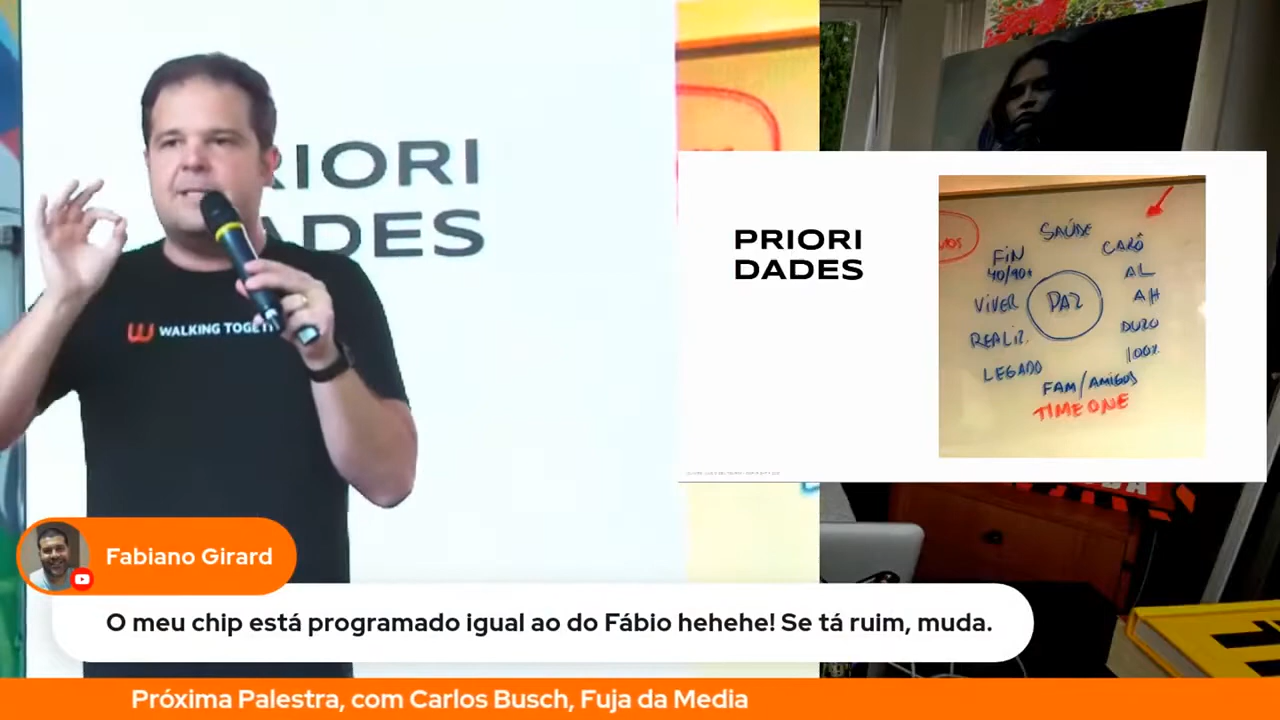 RIORI
DADES
WALKING TOGET
PRIORI
DADES
SAÚDE
CARÔ
FIN
40/90+
AL
VIVER
PAZ
AH
REALIZ.
DURO
100%
LEGADO
FAM/AMIGOS
TIME ONE
Fabiano Girard
O meu chip está programado igual ao do Fábio hehehe! Se tá ruim, muda.
Próxima Palestra, com Carlos Busch, Fuja da Media